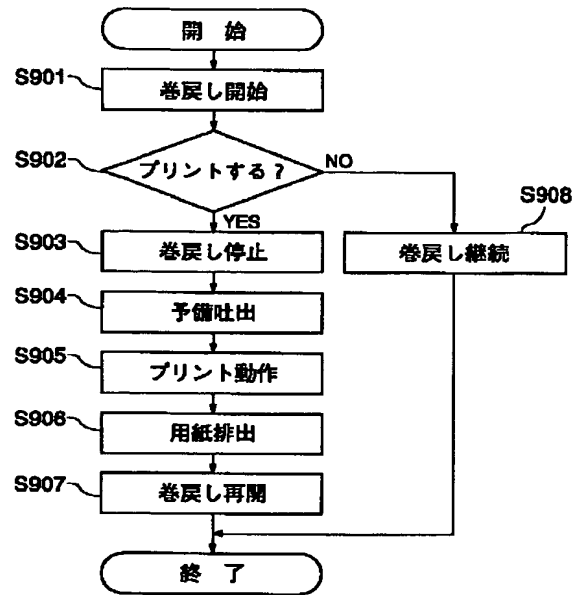 開 始
S901
巻戻し開始
S902
プリントする?
NO
YES
S908
S903
巻戻し停止
巻戻し継続
S904
予備吐出
S905
プリント動作
S906
用紙排出
S907
巻戻し再開
終 了